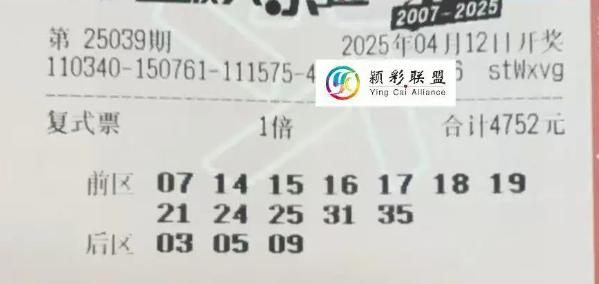 2007-2025
第 25039期 2025年04月12日开奖
110340-150761-111575-4 6 stWxvg
颖彩联盟
Ying Cai Alliance
复式票 1倍 合计4752元
前区 07 14 15 16 17 18 19
21 24 25 31 35
后区 03 05 09